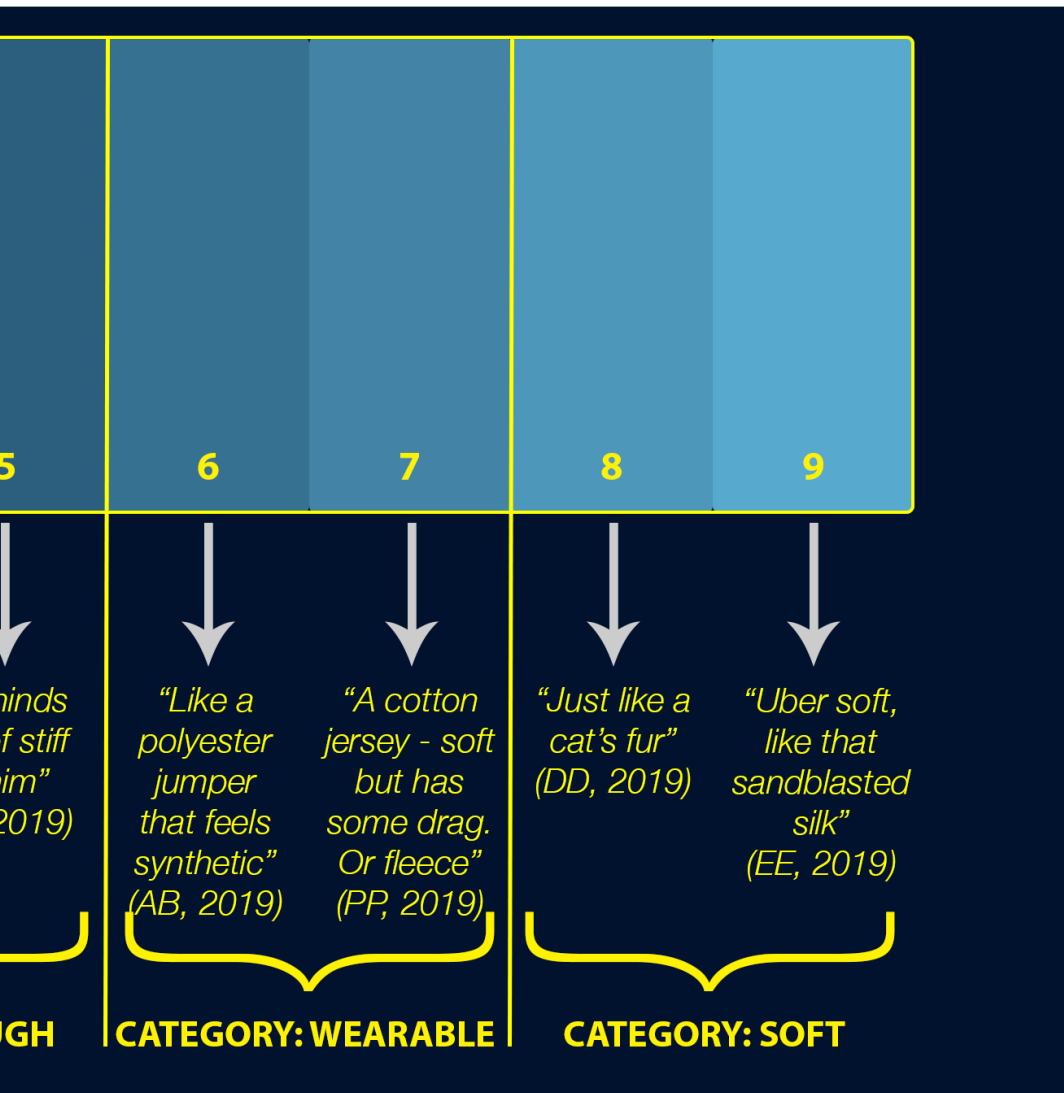 5
6
7
8
9
stiff
2019)
“Like a
polyester
jumper
that feels
synthetic”
(AB, 2019)
“A cotton
jersey - soft
but has
some drag.
Or fleece”
(PP, 2019)
“Just like a
cat’s fur”
(DD, 2019)
“Uber soft,
like that
sandblasted
silk”
(EE, 2019)
CATEGORY: WEARABLE
CATEGORY: SOFT